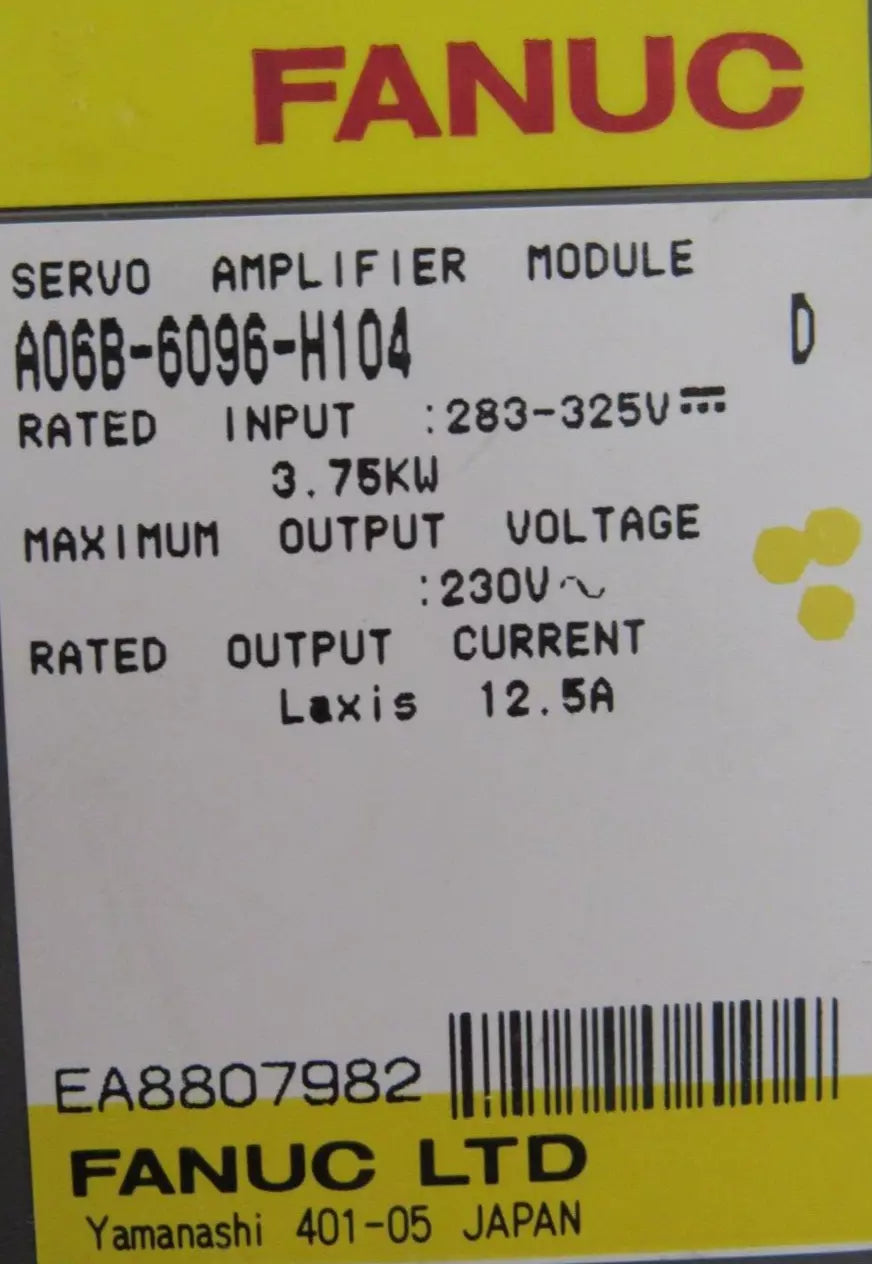 FANUC
SERVO AMPLIFIER MODULE
A06B-6096-H104 D
RATED INPUT :283-325V⎓
3.75KW
MAXIMUM OUTPUT VOLTAGE
:230V~
RATED OUTPUT CURRENT
Laxis 12.5A
EA8807982
FANUC LTD
Yamanashi 401-05 JAPAN